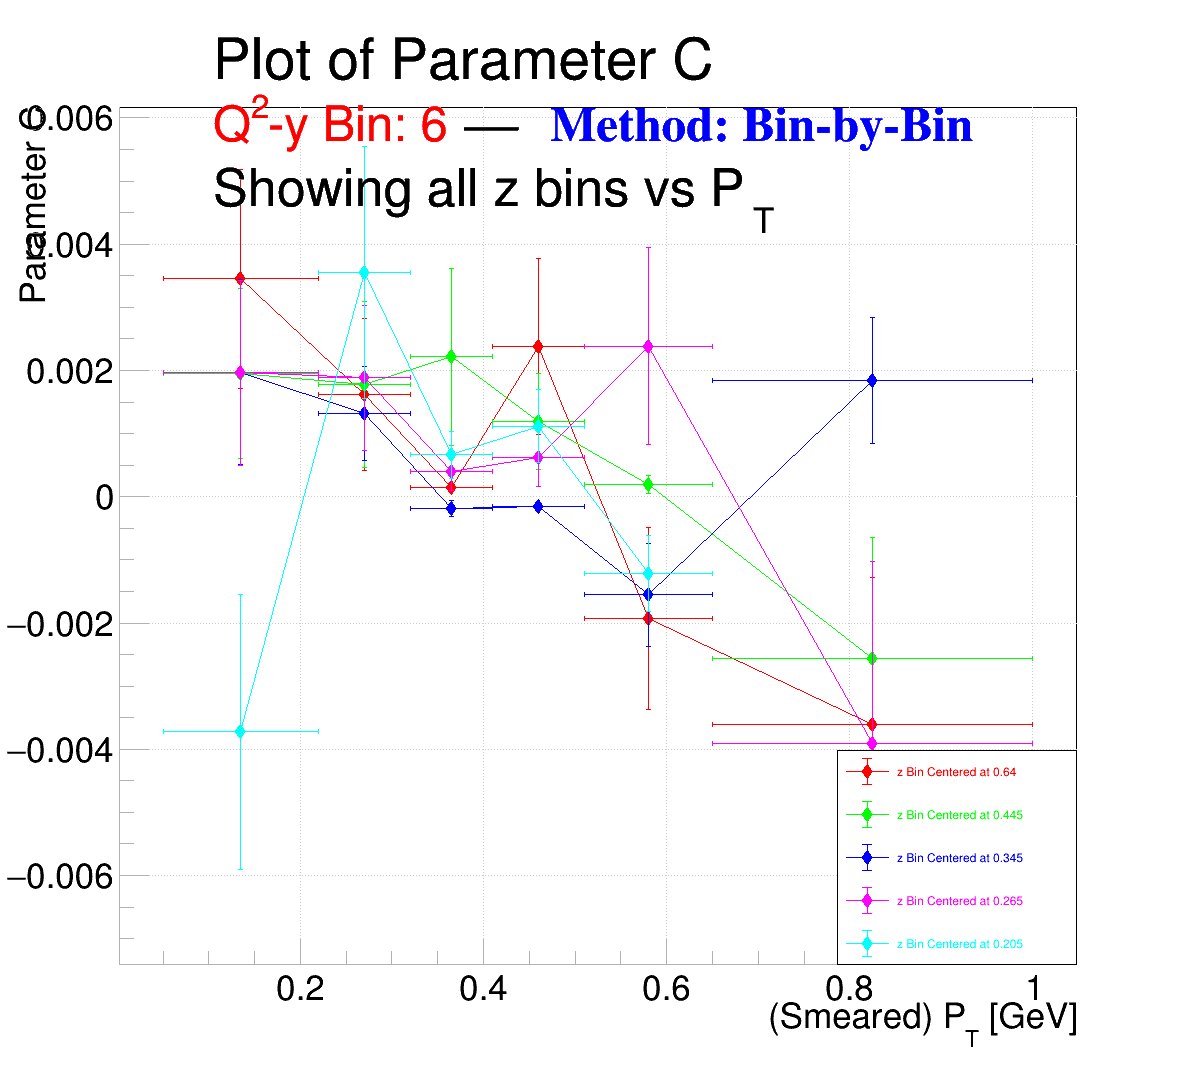 Plot of Parameter C
Q²-y Bin: 6 — Method: Bin-by-Bin
Showing all z bins vs P_T
Parameter C
0.006
0.004
0.002
0
−0.002
−0.004
−0.006
z Bin Centered at 0.64
z Bin Centered at 0.445
z Bin Centered at 0.345
z Bin Centered at 0.265
z Bin Centered at 0.205
0.2 0.4 0.6 0.8 1
(Smeared) P_T [GeV]